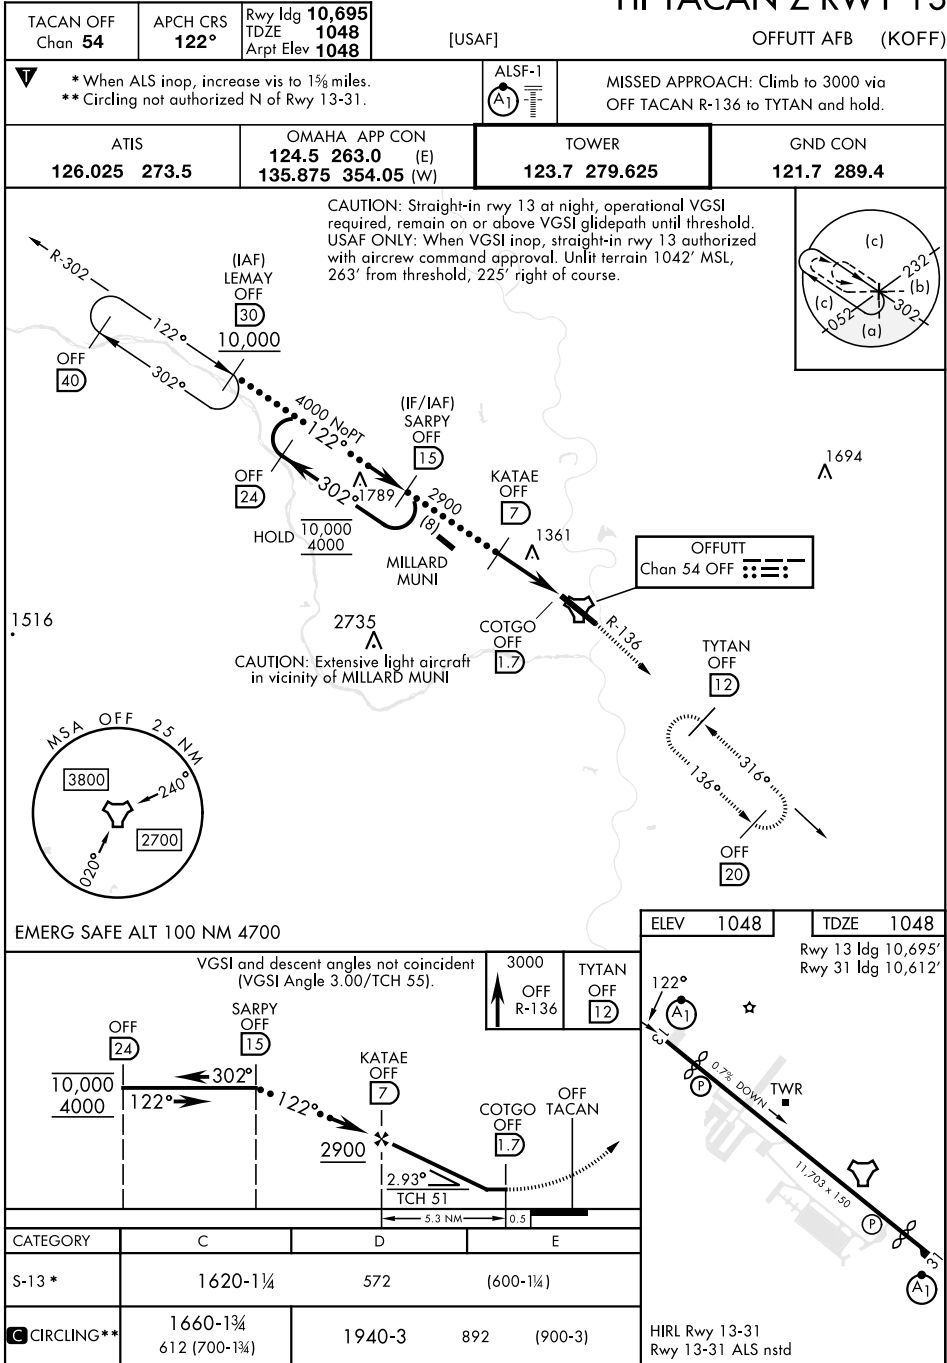 HI-TACAN Z RWY 13
TACAN OFF
Chan 54
APCH CRS
122°
Rwy ldg 10,695
TDZE 1048
Arpt Elev 1048
[USAF]
OFFUTT AFB (KOFF)
T
* When ALS inop, increase vis to 1⅝ miles.
** Circling not authorized N of Rwy 13-31.
ALSF-1
A1
MISSED APPROACH: Climb to 3000 via
OFF TACAN R-136 to TYTAN and hold.
ATIS
126.025 273.5
OMAHA APP CON
124.5 263.0 (E)
135.875 354.05 (W)
TOWER
123.7 279.625
GND CON
121.7 289.4
CAUTION: Straight-in rwy 13 at night, operational VGSI
required, remain on or above VGSI glidepath until threshold.
USAF ONLY: When VGSI inop, straight-in rwy 13 authorized
with aircrew command approval. Unlit terrain 1042' MSL,
263' from threshold, 225' right of course.
(c)
232
(b)
(c)
052
302
(a)
R-302
(IAF)
LEMAY
OFF
30
10,000
122°
302°
OFF
40
4000 NoPT
122°
(IF/IAF)
SARPY
OFF
15
OFF
24
302°
1789
HOLD 10,000
4000
2900
(8)
MILLARD
MUNI
KATAE
OFF
7
1361
1694
OFFUTT
Chan 54 OFF
1516
2735
CAUTION: Extensive light aircraft
in vicinity of MILLARD MUNI
COTGO
OFF
1.7
R-136
TYTAN
OFF
12
316°
136°
OFF
20
MSA OFF 25 NM
3800
240°
2700
020°
EMERG SAFE ALT 100 NM 4700
VGSI and descent angles not coincident
(VGSI Angle 3.00/TCH 55).
3000
OFF
R-136
TYTAN
OFF
12
OFF
24
SARPY
OFF
15
10,000
4000
302°
122°
122°
KATAE
OFF
7
2900
COTGO
OFF
1.7
OFF
TACAN
2.93°
TCH 51
5.3 NM
0.5
ELEV 1048
TDZE 1048
Rwy 13 ldg 10,695'
Rwy 31 ldg 10,612'
122°
A1
13
P
0.7% DOWN
TWR
11,703 x 150
P
31
A1
HIRL Rwy 13-31
Rwy 13-31 ALS nstd
CATEGORY C D E
S-13 * 1620-1¼ 572 (600-1¼)
C CIRCLING** 1660-1¾ 612 (700-1¾) 1940-3 892 (900-3)